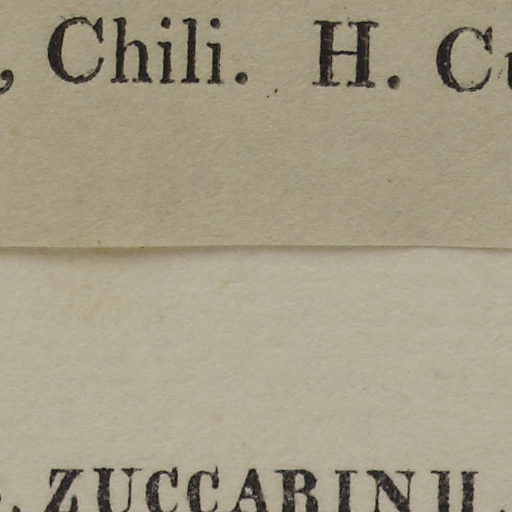 , Chili. H.
. ZUCCARINII.